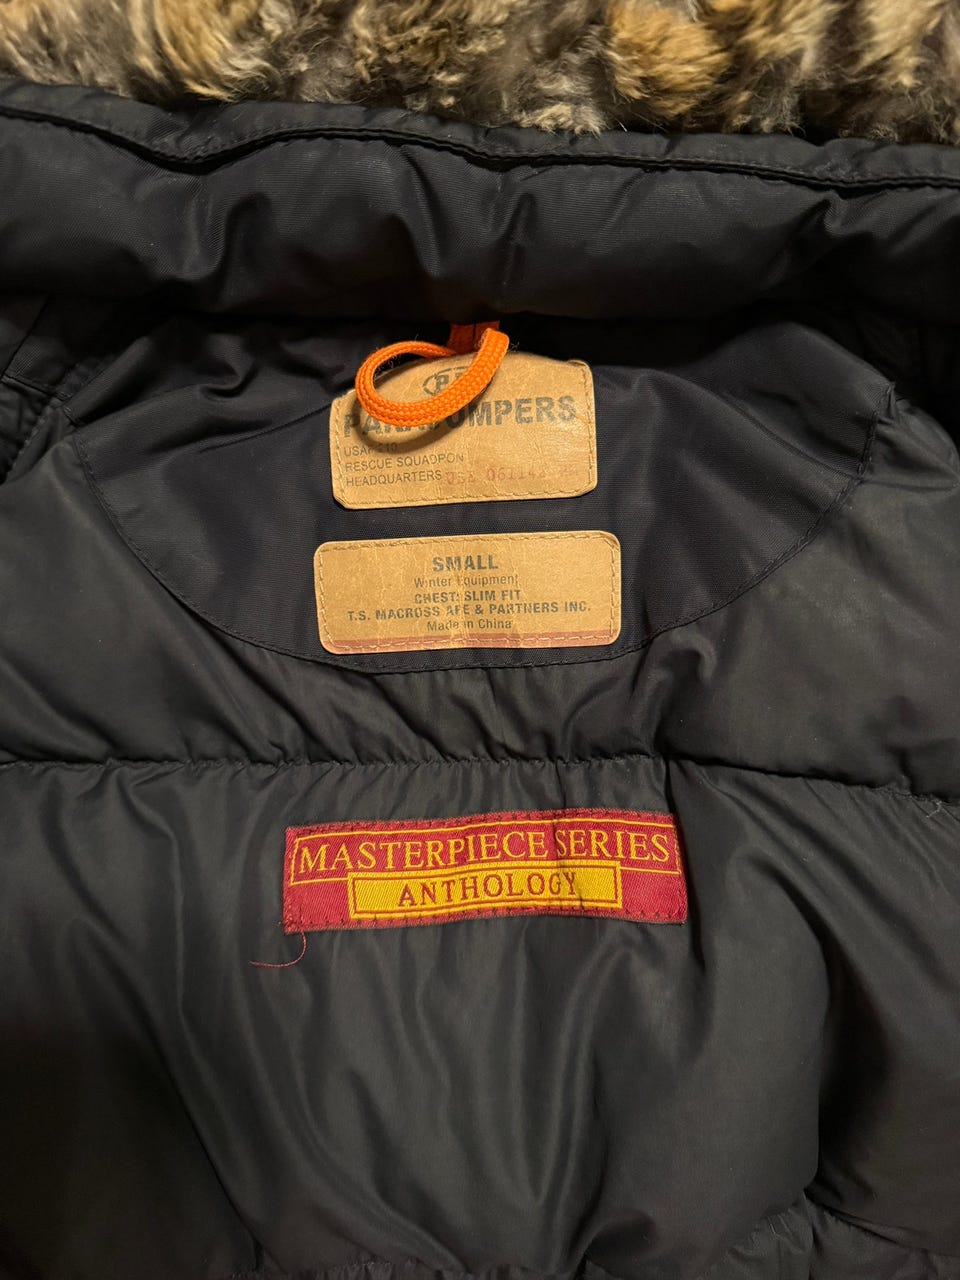 P
USAF 210
RESCUE SQUADRON
HEADQUARTERS
SMALL
Winter Equipment
CHEST: SLIM FIT
T.S. MACROSS AFE & PARTNERS INC.
Made in China
MASTERPIECE SERIES
ANTHOLOGY